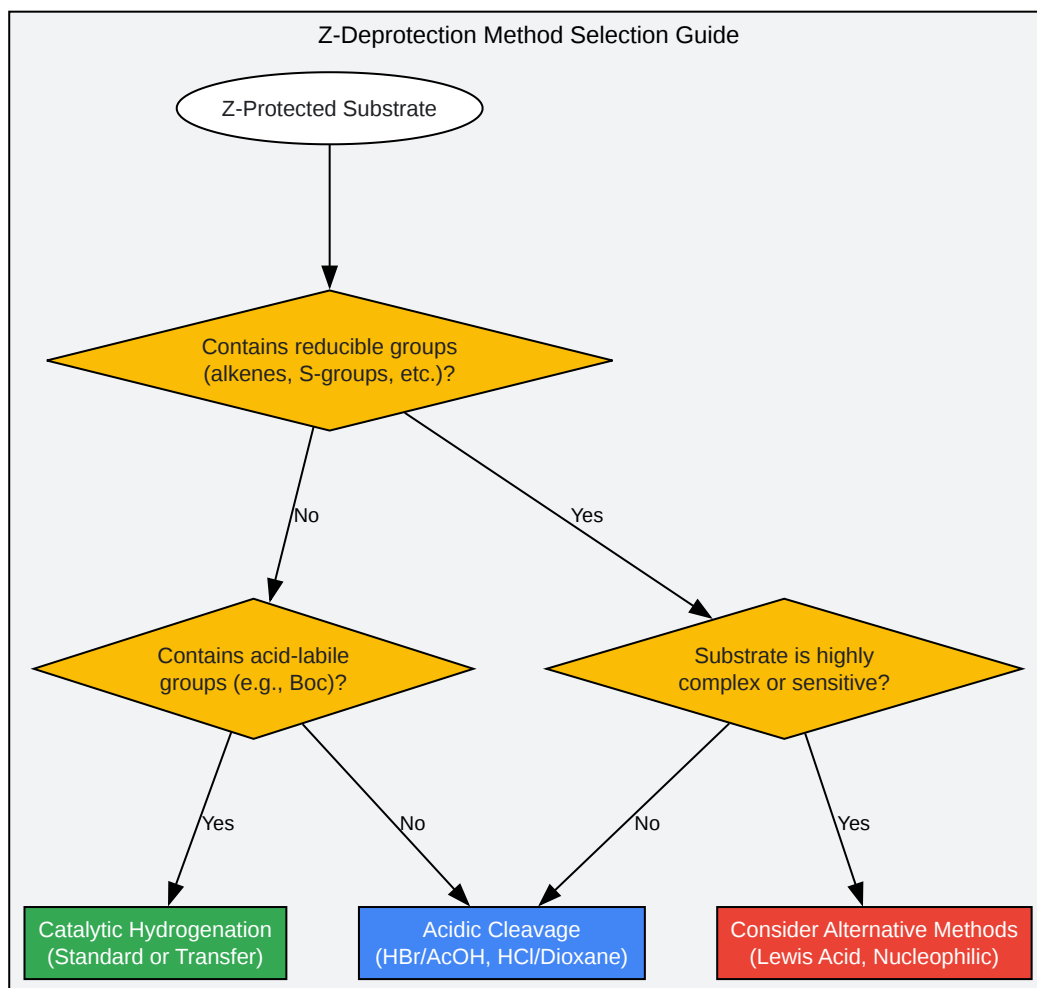 Z-Deprotection Method Selection Guide
Z-Protected Substrate
Contains reducible groups
(alkenes, S-groups, etc.)?
No
Yes
Contains acid-labile
groups (e.g., Boc)?
Substrate is highly
complex or sensitive?
Yes
No
No
Yes
Catalytic Hydrogenation
(Standard or Transfer)
Acidic Cleavage
(HBr/AcOH, HCl/Dioxane)
Consider Alternative Methods
(Lewis Acid, Nucleophilic)